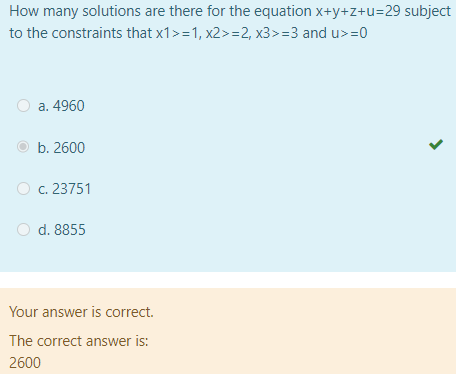 How many solutions are there for the equation x+y+z+u=29 subject
to the constraints that x1>=1, x2>=2, x3>=3 and u>=0
a. 4960
b. 2600
c. 23751
d. 8855
Your answer is correct.
The correct answer is:
2600